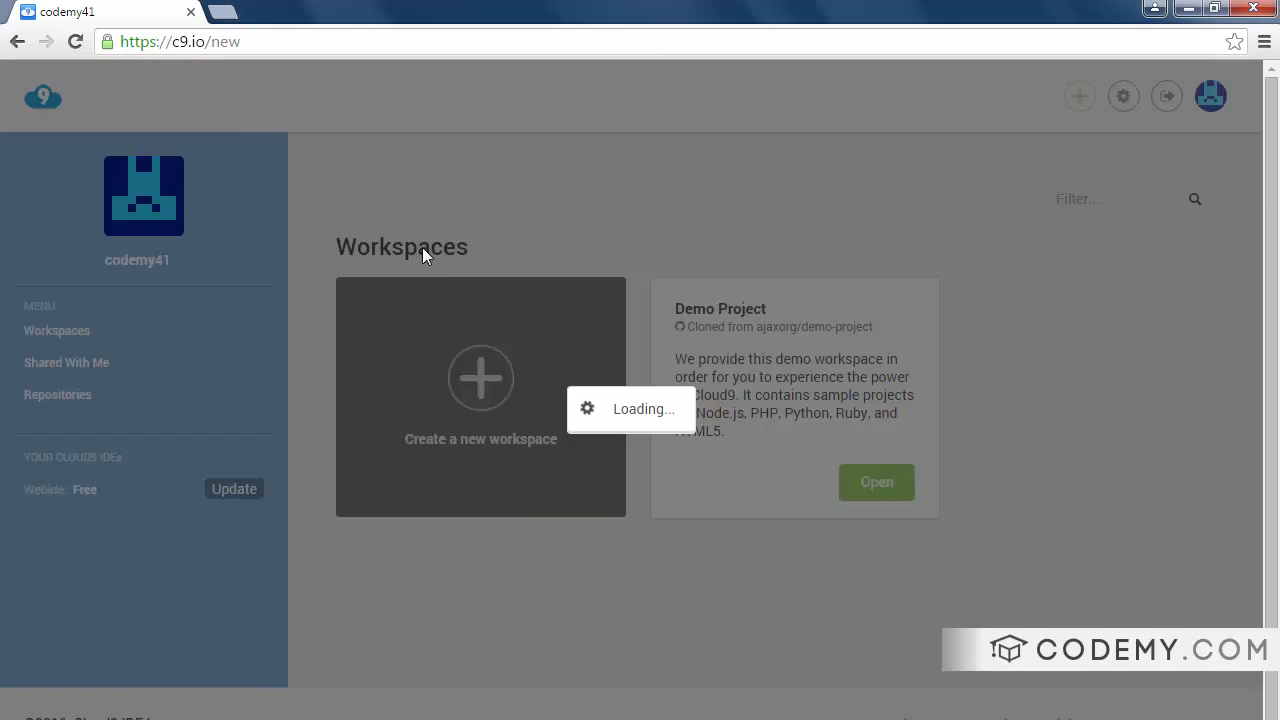 codemy41
https://c9.io/new
9
codemy41
MENU
Workspaces
Shared With Me
Repositories
YOUR CLOUD9 IDEs
Webide: Free
Update
Filter...
Workspaces
Create a new workspace
Demo Project
Cloned from ajaxorg/demo-project
We provide this demo workspace in
order for you to experience the power
Cloud9. It contains sample projects
Node.js, PHP, Python, Ruby, and
HTML5.
Open
Loading...
CODEMY.COM